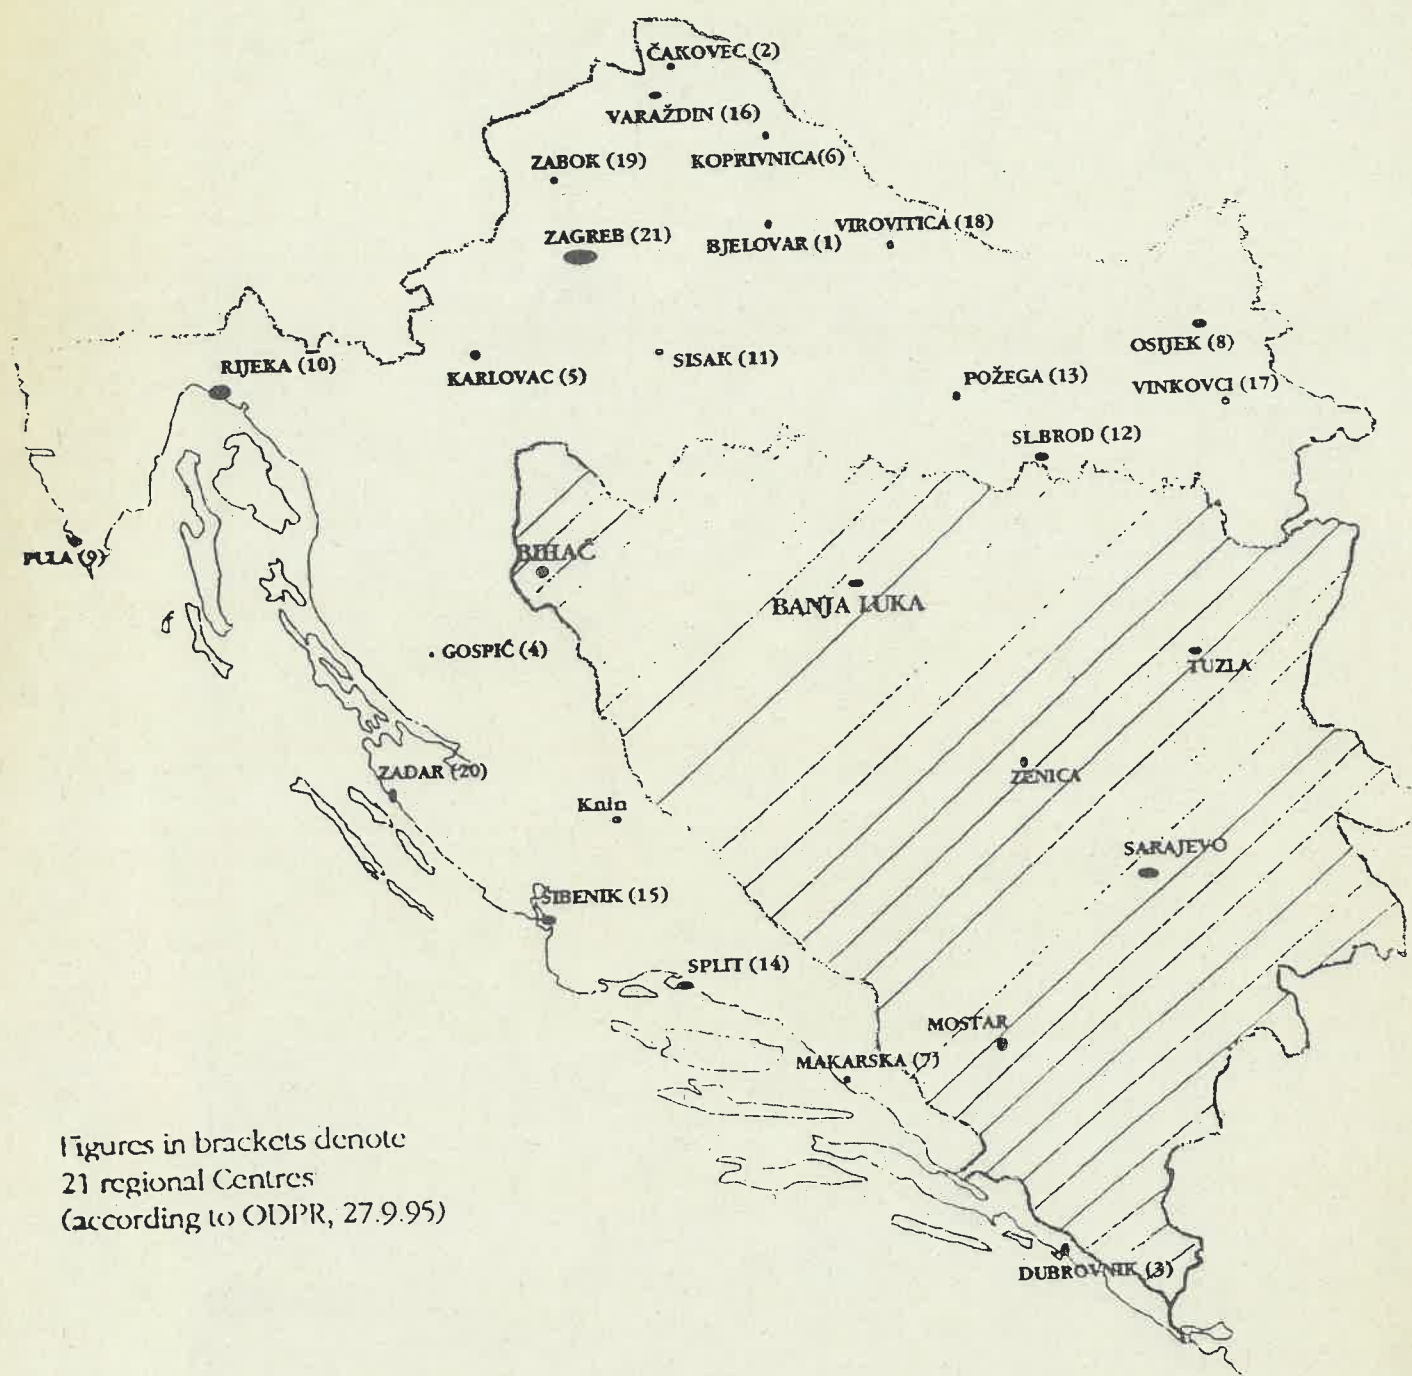 ČAKOVEC (2)
VARAŽDIN (16)
ZABOK (19)
KOPRIVNICA(6)
VIROVITICA (18)
ZAGREB (21)
BJELOVAR (1)
OSIJEK (8)
RIJEKA (10)
KARLOVAC (5)
SISAK (11)
POŽEGA (13)
VINKOVCI (17)
SL.BROD (12)
PULA (9)
BIHAĆ
BANJA LUKA
GOSPIĆ (4)
TUZLA
ZADAR (20)
ZENICA
Knin
SARAJEVO
ŠIBENIK (15)
SPLIT (14)
MOSTAR
MAKARSKA (7)
Figures in brackets denote
21 regional Centres
(according to ODPR, 27.9.95)
DUBROVNIK (3)